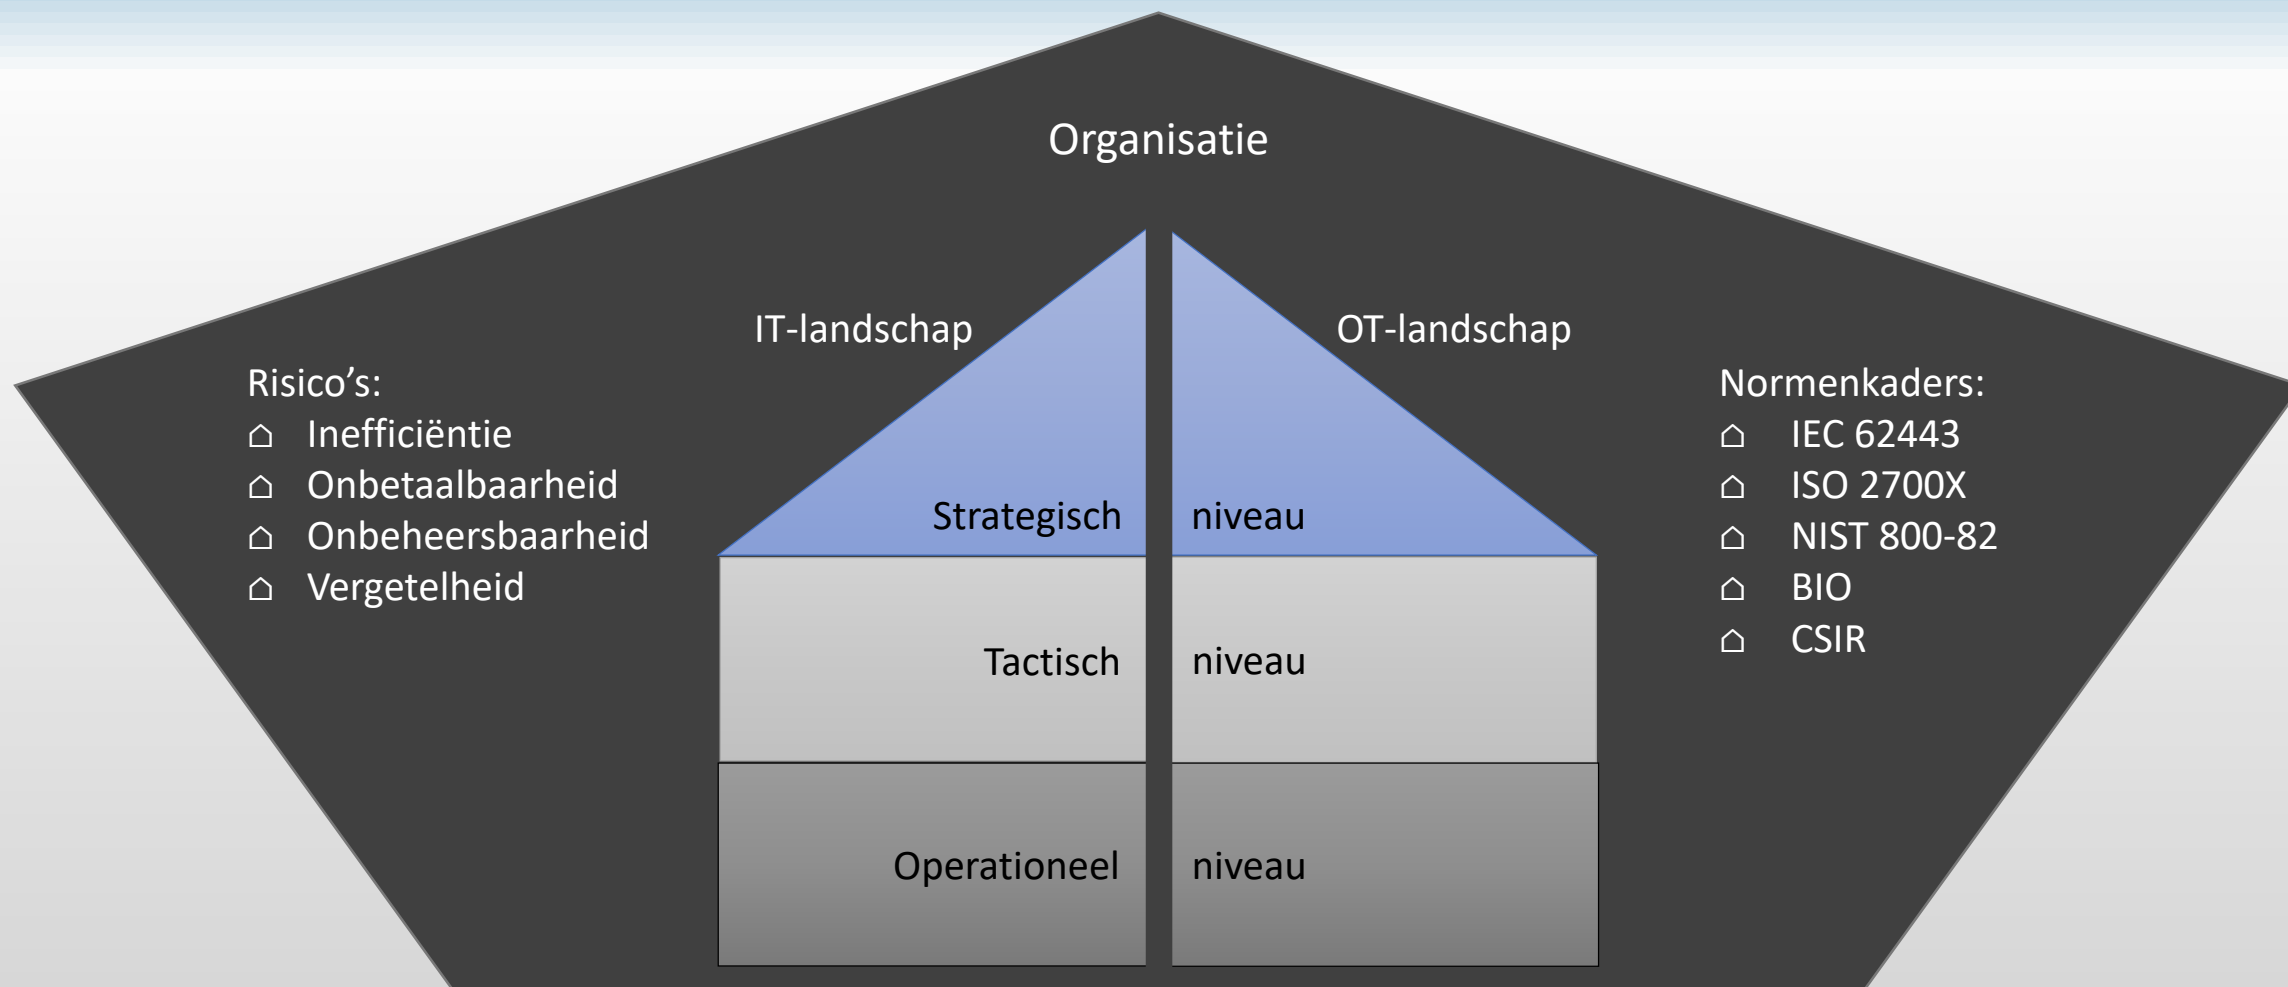 Organisatie
IT-landschap
OT-landschap
Risico's:
⌂ Inefficiëntie
⌂ Onbetaalbaarheid
⌂ Onbeheersbaarheid
⌂ Vergetelheid
Normenkaders:
⌂ IEC 62443
⌂ ISO 2700X
⌂ NIST 800-82
⌂ BIO
⌂ CSIR
Strategisch niveau
Tactisch niveau
Operationeel niveau